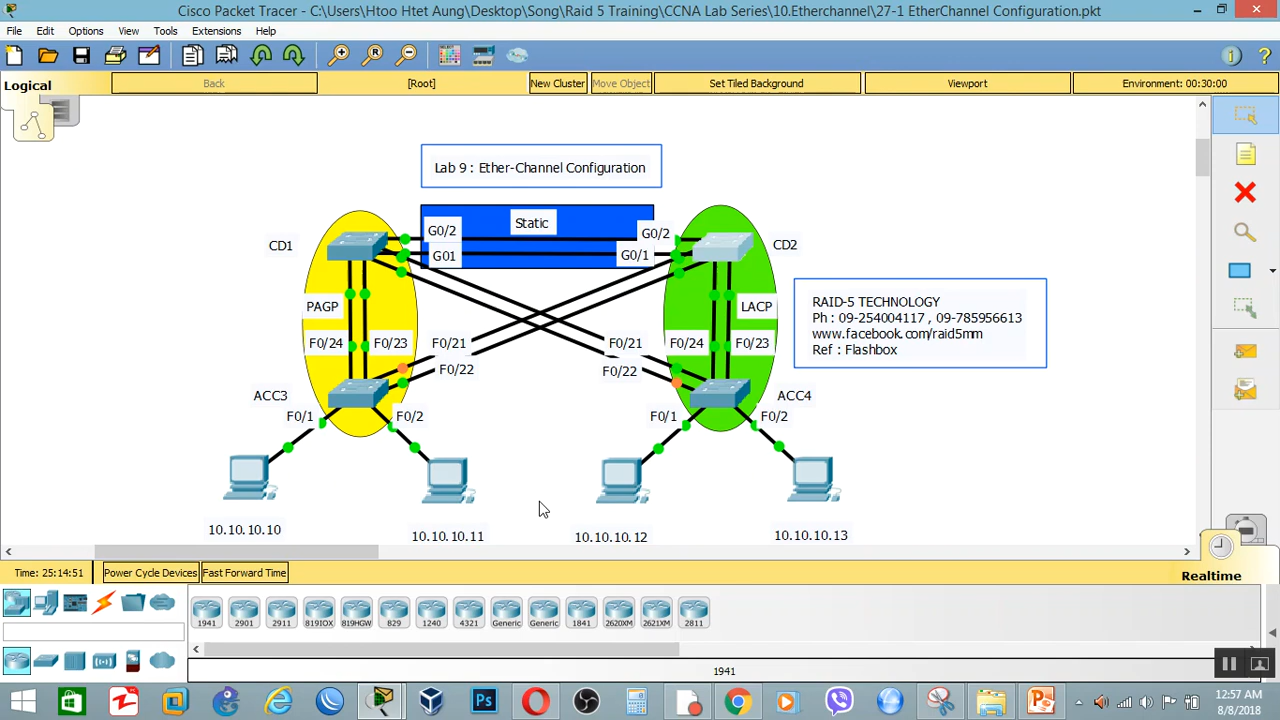 Cisco Packet Tracer - C:\Users\Htoo Htet Aung\Desktop\Song\Raid 5 Training\CCNA Lab Series\10.Etherchannel\27-1 EtherChannel Configuration.pkt
File Edit Options View Tools Extensions Help
Logical Back [Root] New Cluster Move Object Set Tiled Background Viewport Environment: 00:30:00
Lab 9 : Ether-Channel Configuration
Static
G0/2 G0/2
CD1 CD2
G01 G0/1
PAGP LACP
RAID-5 TECHNOLOGY
Ph : 09-254004117 , 09-785956613
www.facebook.com/raid5mm
Ref : Flashbox
F0/24 F0/23 F0/21 F0/21 F0/24 F0/23
F0/22 F0/22
ACC3 ACC4
F0/1 F0/2 F0/1 F0/2
10.10.10.10 10.10.10.11 10.10.10.12 10.10.10.13
Time: 25:14:51 Power Cycle Devices Fast Forward Time Realtime
1941 2901 2911 819IOX 819HGW 829 1240 4321 Generic Generic 1841 2620XM 2621XM 2811
1941
12:57 AM
8/8/2018